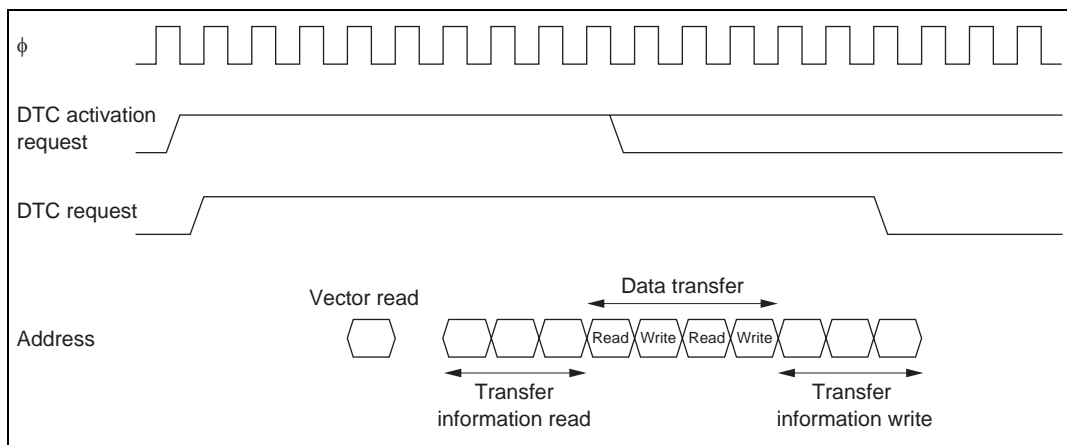 ϕ
DTC activation
request
DTC request
Data transfer
Vector read
Address
Read Write Read Write
Transfer
information read
Transfer
information write